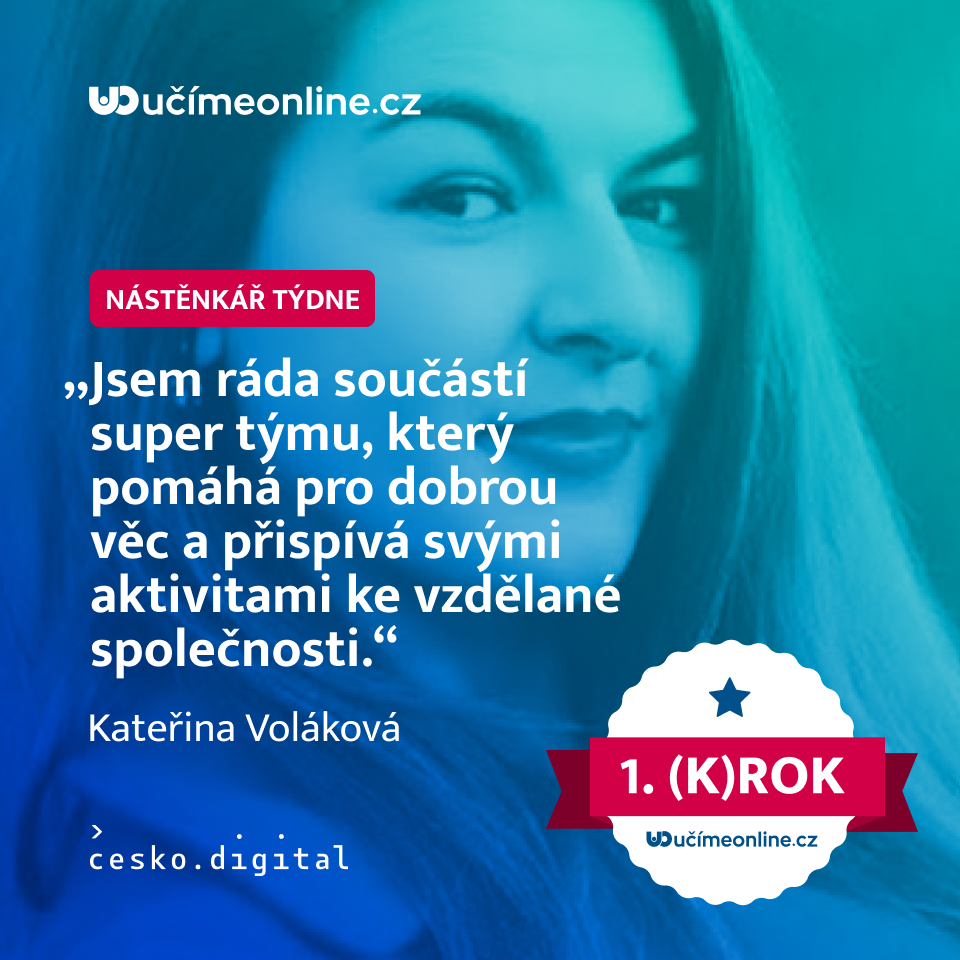 učímeonline.cz
NÁSTĚNKÁŘ TÝDNE
„Jsem ráda součástí
super týmu, který
pomáhá pro dobrou
věc a přispívá svými
aktivitami ke vzdělané
společnosti.“
Kateřina Voláková
1. (K)ROK
učímeonline.cz
cesko.digital